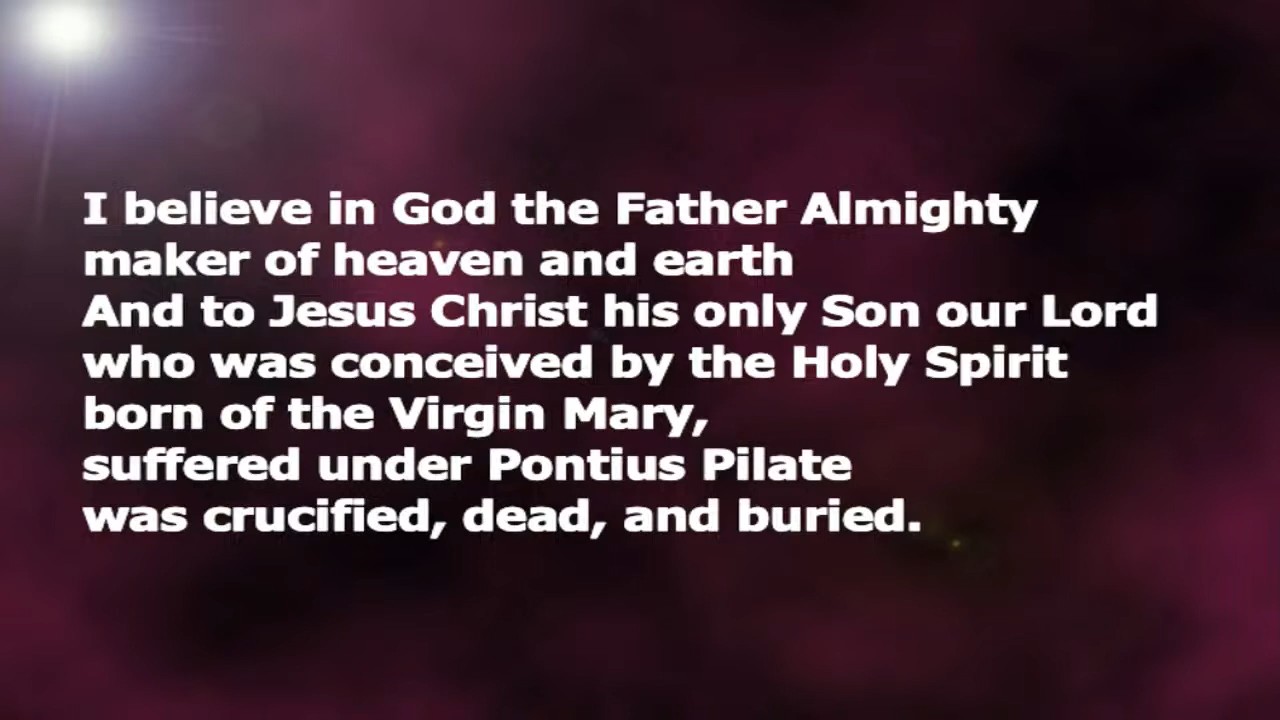 I believe in God the Father Almighty
maker of heaven and earth
And to Jesus Christ his only Son our Lord
who was conceived by the Holy Spirit
born of the Virgin Mary,
suffered under Pontius Pilate
was crucified, dead, and buried.